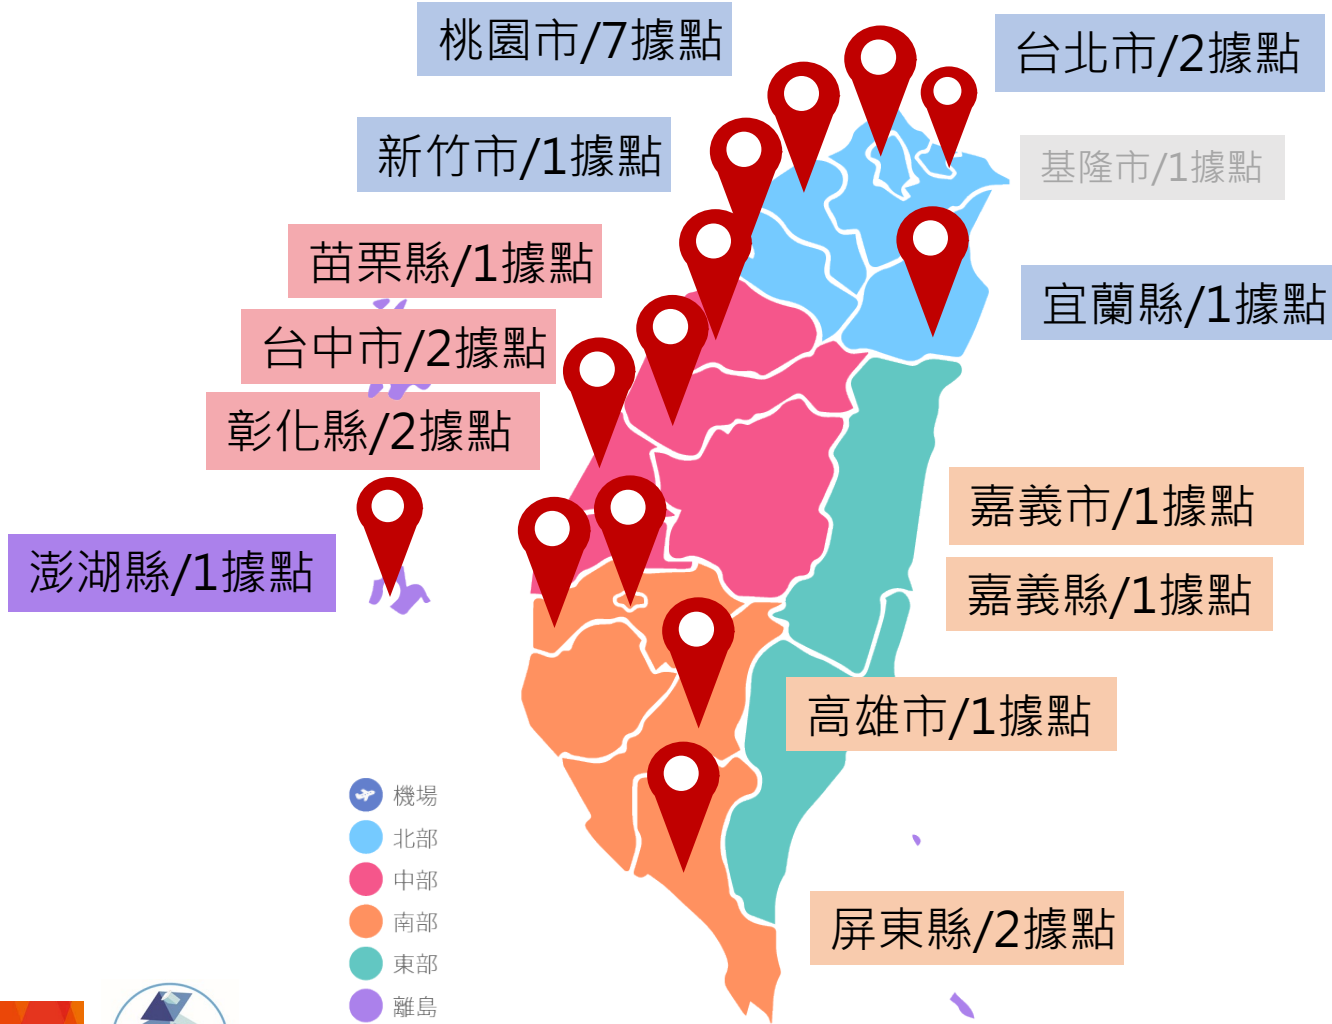 桃園市/7據點
台北市/2據點
新竹市/1據點
基隆市/1據點
苗栗縣/1據點
宜蘭縣/1據點
台中市/2據點
彰化縣/2據點
嘉義市/1據點
澎湖縣/1據點
嘉義縣/1據點
高雄市/1據點
屏東縣/2據點
機場
北部
中部
南部
東部
離島